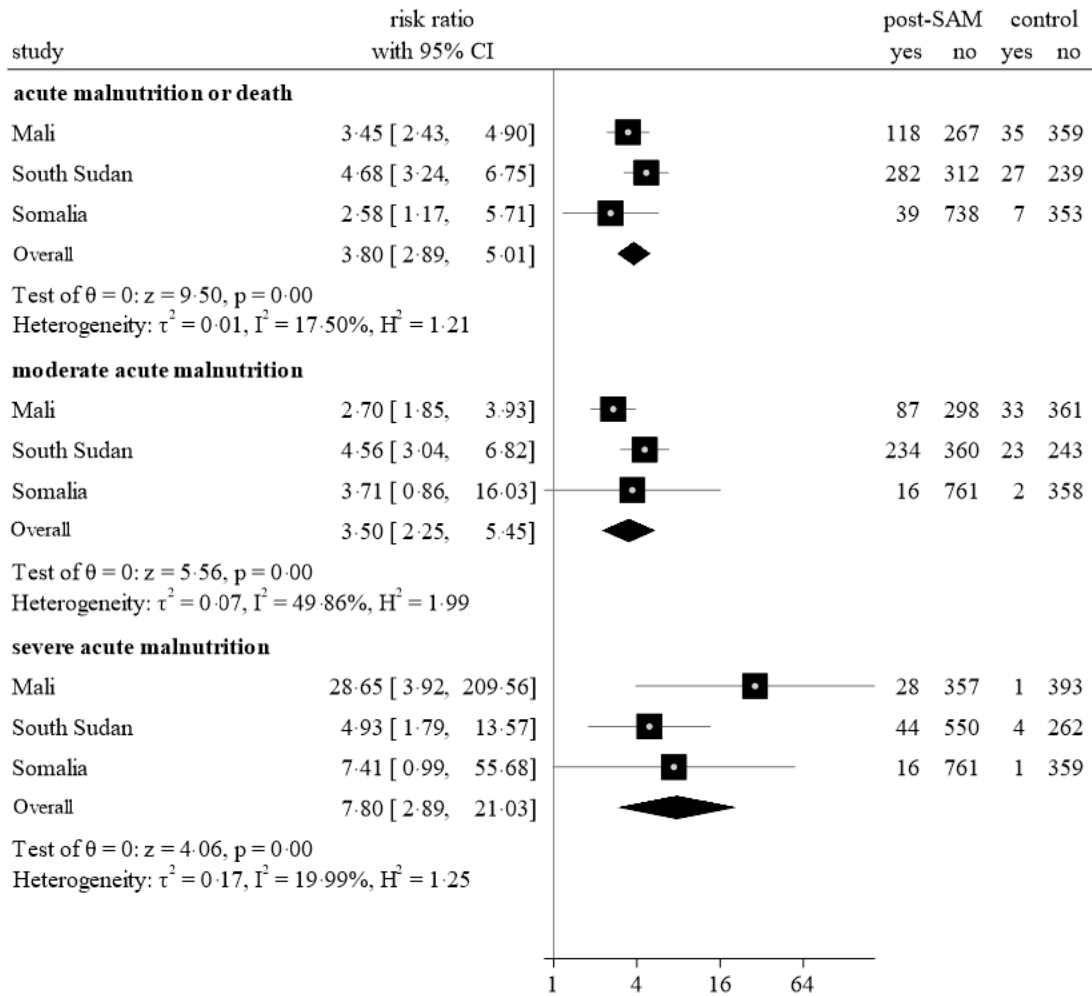 risk ratio post-SAM control
study with 95% CI yes no yes no
acute malnutrition or death
Mali 3·45 [ 2·43, 4·90] 118 267 35 359
South Sudan 4·68 [ 3·24, 6·75] 282 312 27 239
Somalia 2·58 [ 1·17, 5·71] 39 738 7 353
Overall 3·80 [ 2·89, 5·01]
Test of θ = 0: z = 9·50, p = 0·00
Heterogeneity: τ² = 0·01, I² = 17·50%, H² = 1·21
moderate acute malnutrition
Mali 2·70 [ 1·85, 3·93] 87 298 33 361
South Sudan 4·56 [ 3·04, 6·82] 234 360 23 243
Somalia 3·71 [ 0·86, 16·03] 16 761 2 358
Overall 3·50 [ 2·25, 5·45]
Test of θ = 0: z = 5·56, p = 0·00
Heterogeneity: τ² = 0·07, I² = 49·86%, H² = 1·99
severe acute malnutrition
Mali 28·65 [ 3·92, 209·56] 28 357 1 393
South Sudan 4·93 [ 1·79, 13·57] 44 550 4 262
Somalia 7·41 [ 0·99, 55·68] 16 761 1 359
Overall 7·80 [ 2·89, 21·03]
Test of θ = 0: z = 4·06, p = 0·00
Heterogeneity: τ² = 0·17, I² = 19·99%, H² = 1·25
1 4 16 64